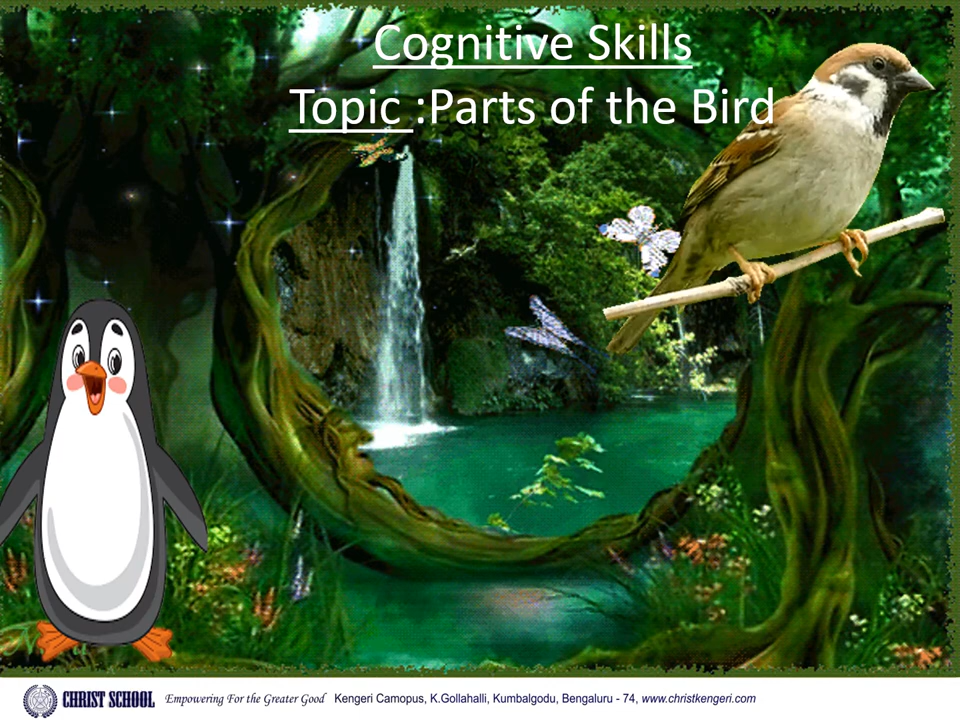 Cognitive Skills
Topic :Parts of the Bird
CHRIST SCHOOL Empowering For the Greater Good Kengeri Camopus, K.Gollahalli, Kumbalgodu, Bengaluru - 74, www.christkengeri.com